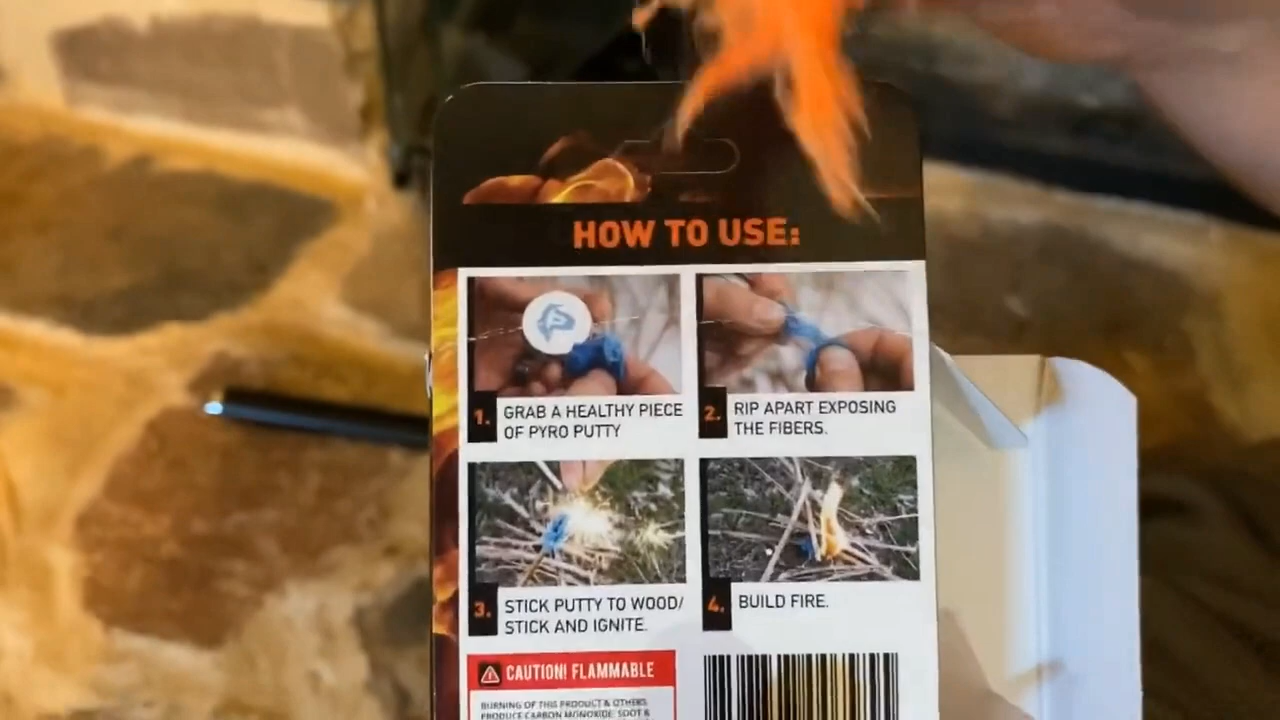 HOW TO USE:
1. GRAB A HEALTHY PIECE
OF PYRO PUTTY
2. RIP APART EXPOSING
THE FIBERS.
3. STICK PUTTY TO WOOD/
STICK AND IGNITE.
4. BUILD FIRE.
CAUTION! FLAMMABLE
BURNING OF THIS PRODUCT & OTHERS
PRODUCE CARBON MONOXIDE, SOOT &